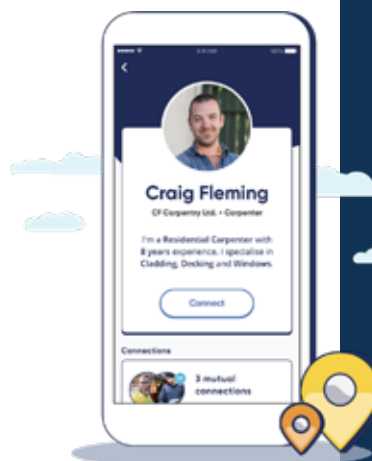 Craig Fleming
CF Carpentry Ltd. • Carpenter
I'm a Residential Carpenter with
8 years experience. I specialise in
Cladding, Decking and Windows.
Connect
Connections
3 mutual
connections